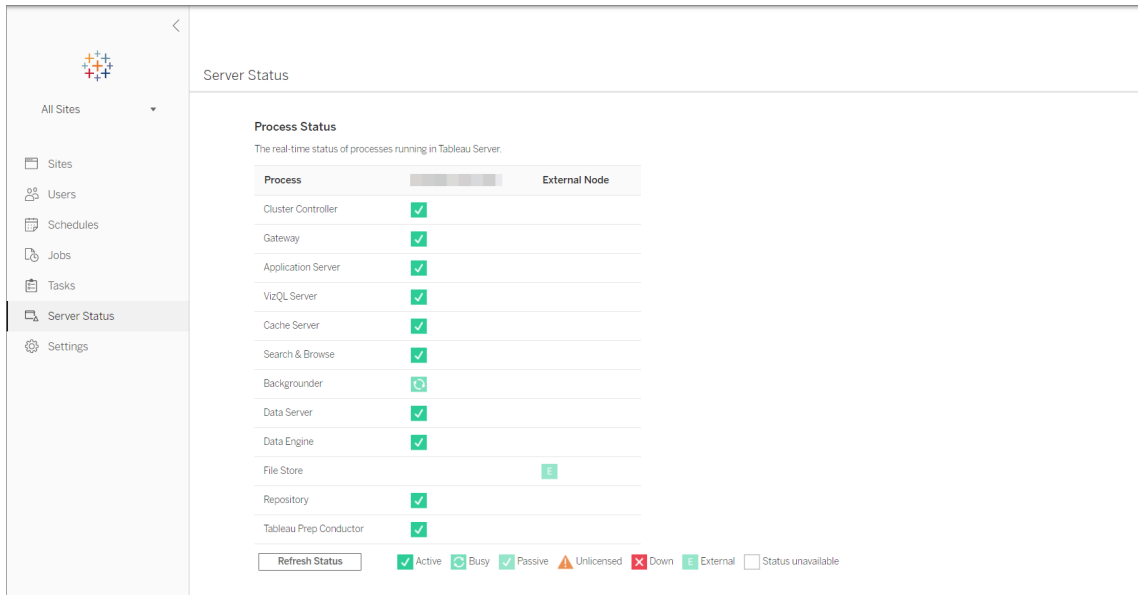 Server Status
All Sites
Sites
Users
Schedules
Jobs
Tasks
Server Status
Settings
Process Status
The real-time status of processes running in Tableau Server.
Process External Node
Cluster Controller
Gateway
Application Server
VizQL Server
Cache Server
Search & Browse
Backgrounder
Data Server
Data Engine
File Store E
Repository
Tableau Prep Conductor
Refresh Status Active Busy Passive Unlicensed Down E External Status unavailable